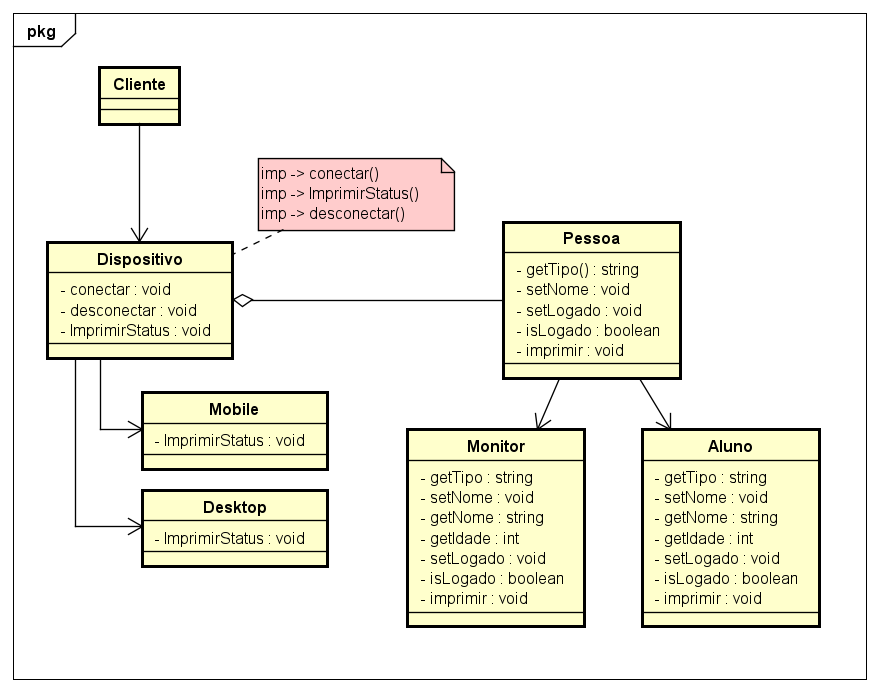 pkg
Cliente
imp -> conectar()
imp -> ImprimirStatus()
imp -> desconectar()
Dispositivo
- conectar : void
- desconectar : void
- ImprimirStatus : void
Pessoa
- getTipo() : string
- setNome : void
- setLogado : void
- isLogado : boolean
- imprimir : void
Mobile
- ImprimirStatus : void
Desktop
- ImprimirStatus : void
Monitor
- getTipo : string
- setNome : void
- getNome : string
- getIdade : int
- setLogado : void
- isLogado : boolean
- imprimir : void
Aluno
- getTipo : string
- setNome : void
- getNome : string
- getIdade : int
- setLogado : void
- isLogado : boolean
- imprimir : void